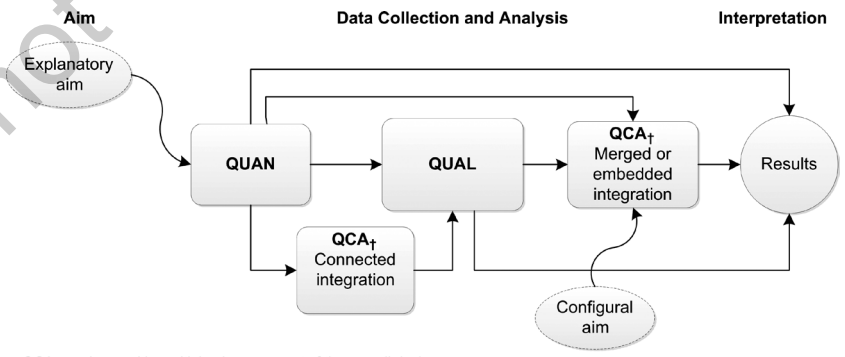 Aim
Data Collection and Analysis
Interpretation
Explanatory
aim
QUAN
QUAL
QCA†
Merged or
embedded
integration
Results
QCA†
Connected
integration
Configural
aim
not